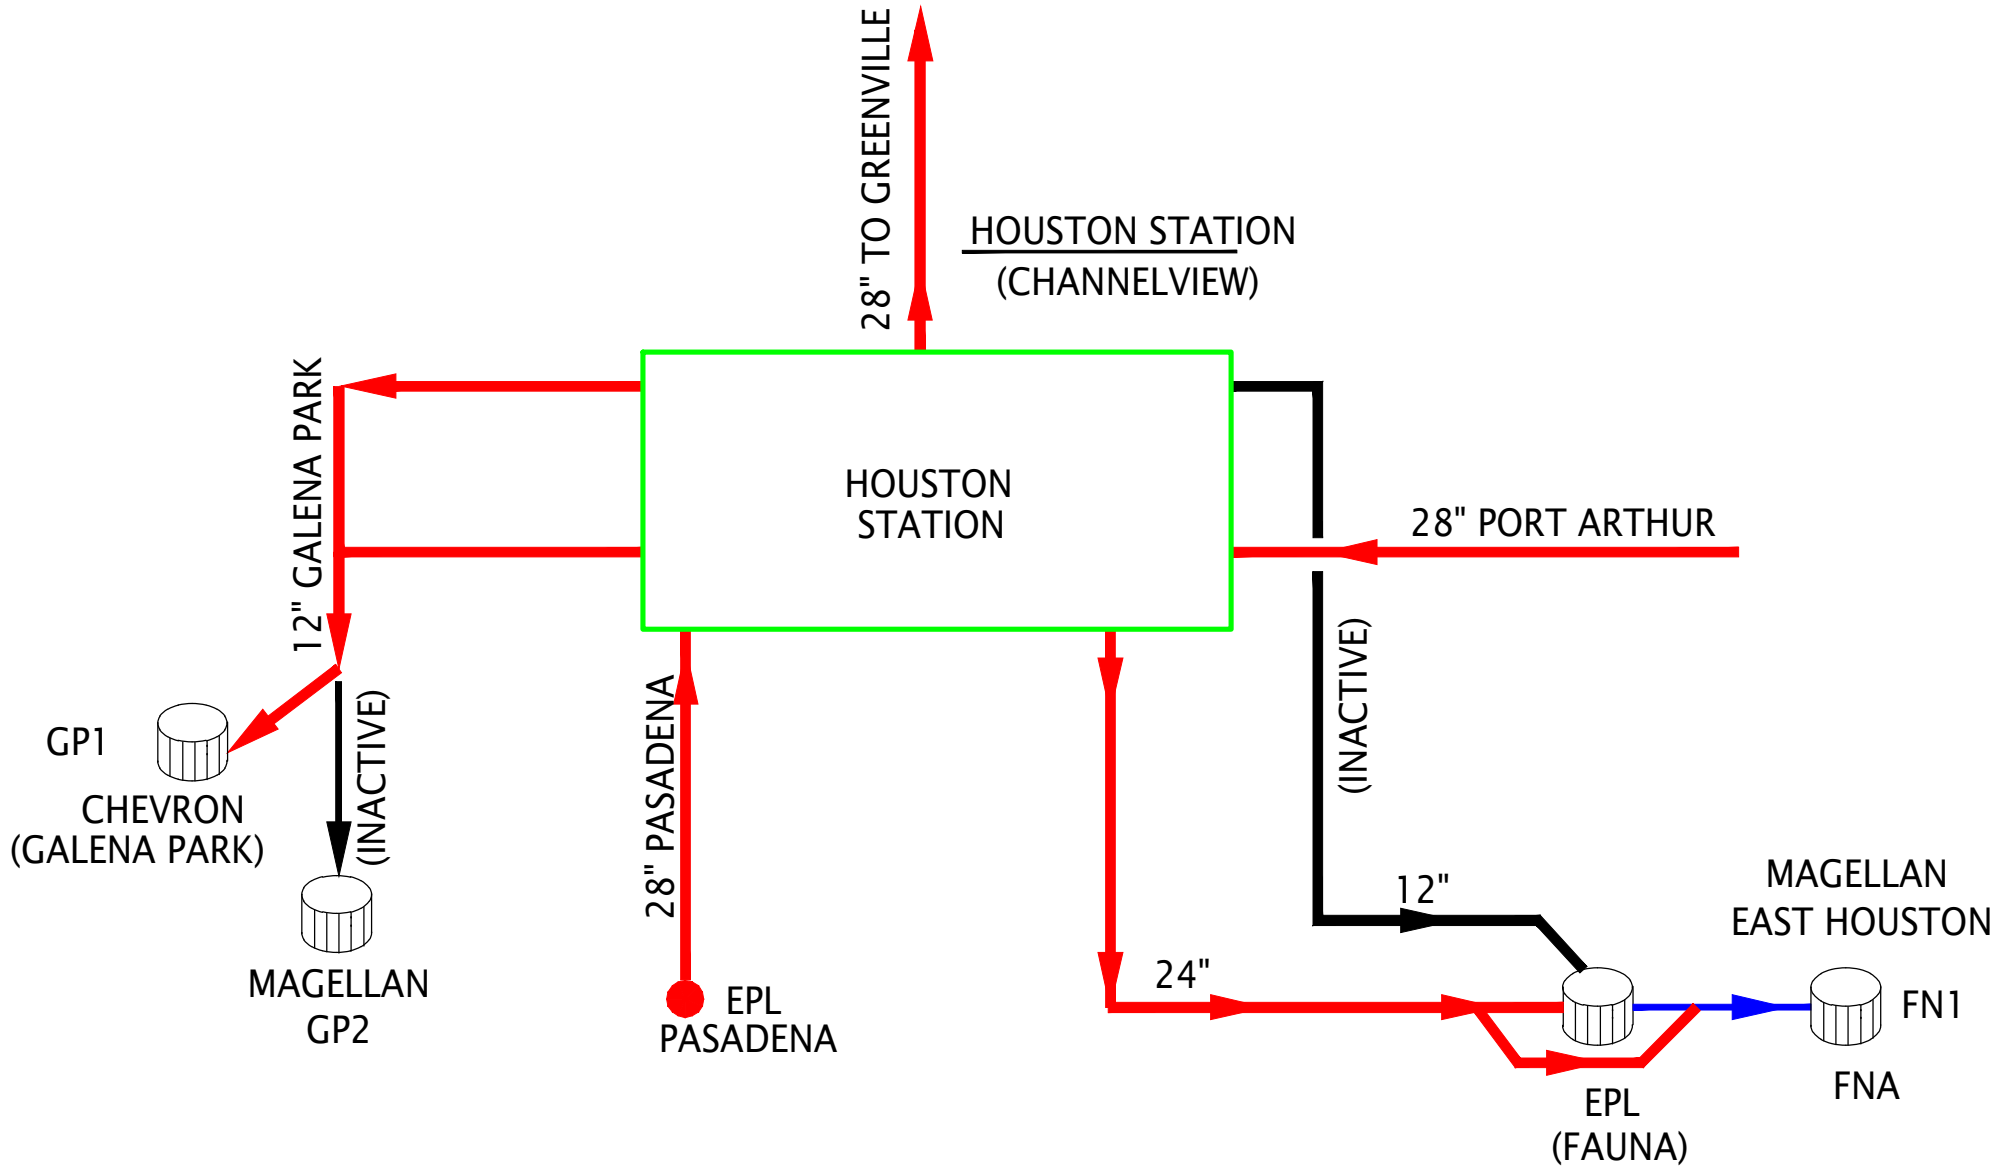 28" TO GREENVILLE
HOUSTON STATION
(CHANNELVIEW)
12" GALENA PARK
HOUSTON
STATION
28" PORT ARTHUR
(INACTIVE)
(INACTIVE)
28" PASADENA
GP1
CHEVRON
(GALENA PARK)
MAGELLAN
GP2
EPL
PASADENA
24"
12"
MAGELLAN
EAST HOUSTON
FN1
FNA
EPL
(FAUNA)